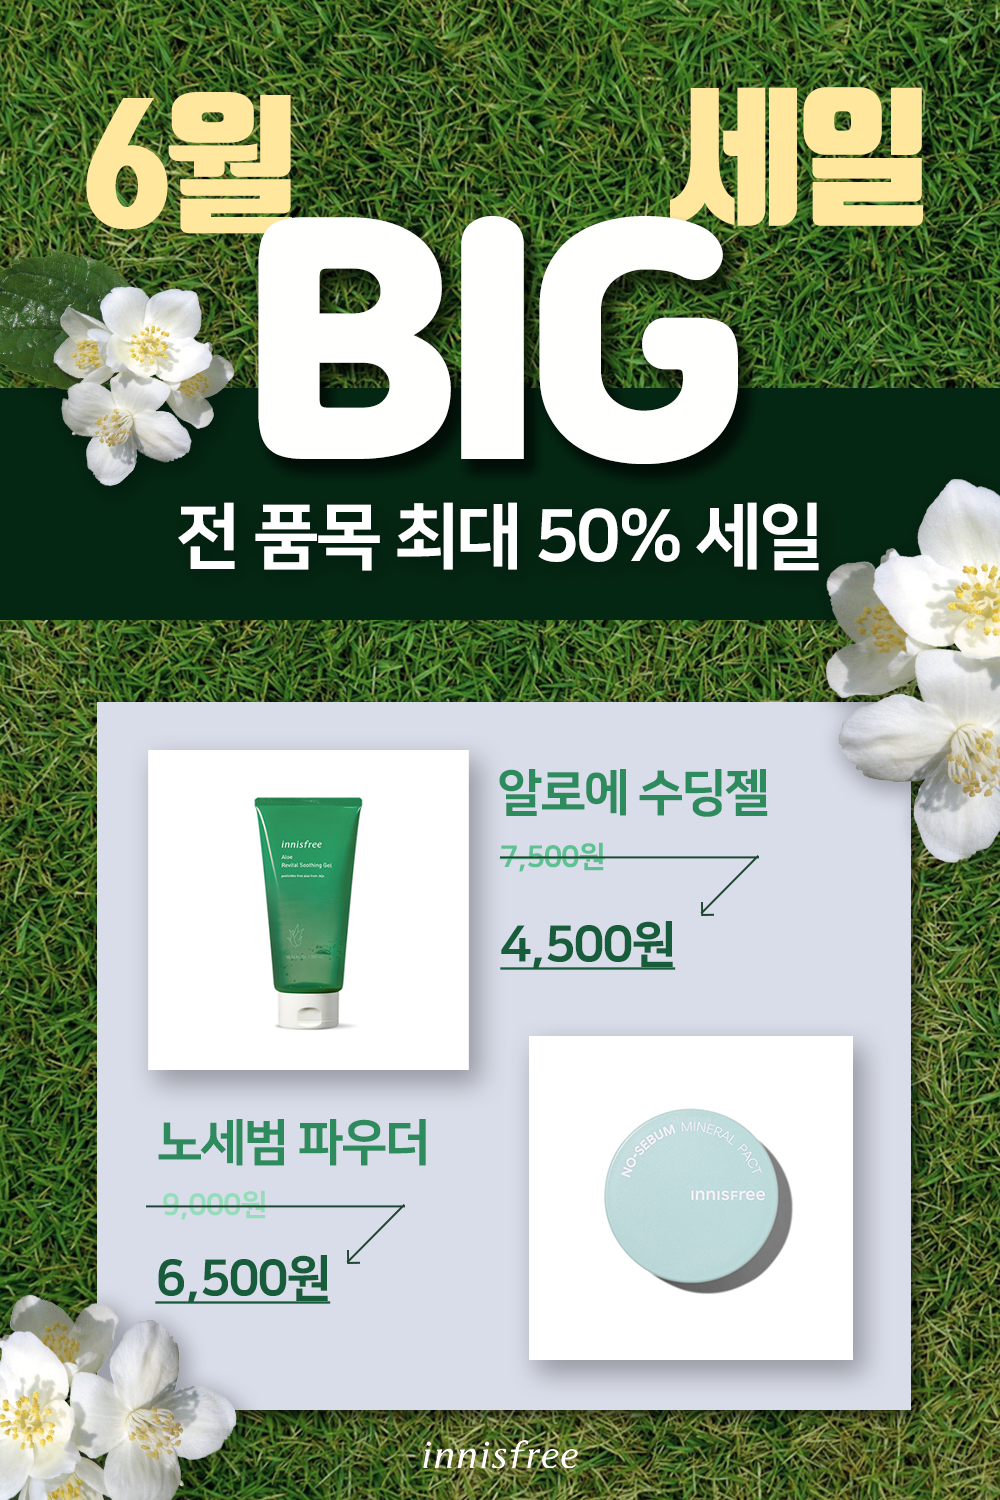 6월 세일
BIG
전 품목 최대 50% 세일
innisfree
Aloe
Revital Soothing Gel
알로에 수딩젤
7,500원
4,500원
노세범 파우더
9,000원
6,500원
NO-SEBUM MINERAL PACT
innisfree
innisfree